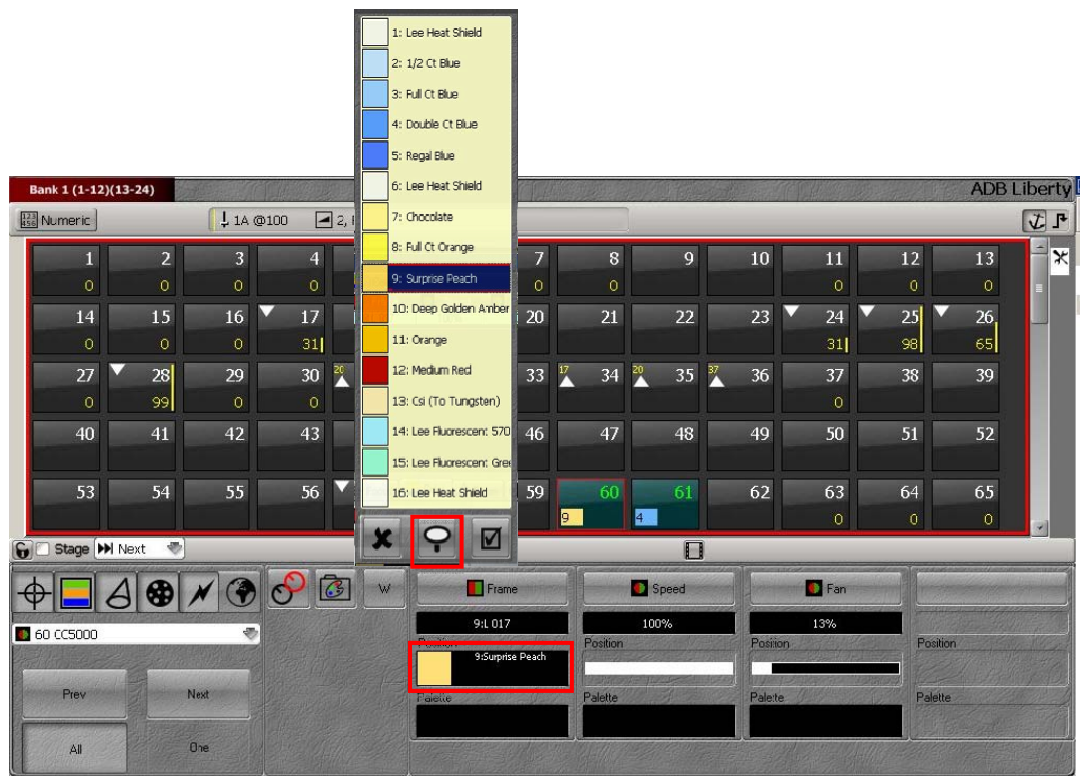 1: Lee Heat Shield
2: 1/2 Ct Blue
3: Full Ct Blue
4: Double Ct Blue
5: Regal Blue
6: Lee Heat Shield
7: Chocolate
8: Full Ct Orange
9: Surprise Peach
10: Deep Golden Amber
11: Orange
12: Medium Red
13: Csi (To Tungsten)
14: Lee Fluorescent 570
15: Lee Fluorescent Gree
16: Lee Heat Shield
Bank 1 (1-12)(13-24)
ADB Liberty
Numeric
1A @100
2,
1 2 3 4 7 8 9 10 11 12 13
0 0 0 0 0 0 0 0 0
14 15 16 17 20 21 22 23 24 25 26
0 0 0 31 31 98 65
27 28 29 30 20 33 17 34 20 35 37 36 37 38 39
0 99 0 0 0
40 41 42 43 46 47 48 49 50 51 52
53 54 55 56 59 60 61 62 63 64 65
9 4 0 0 0
Stage Next
W
Frame Speed Fan
60 CC5000
9:L 017 100% 13%
Position Position Position Position
9:Surprise Peach
Prev Next
Palette Palette Palette Palette
All One